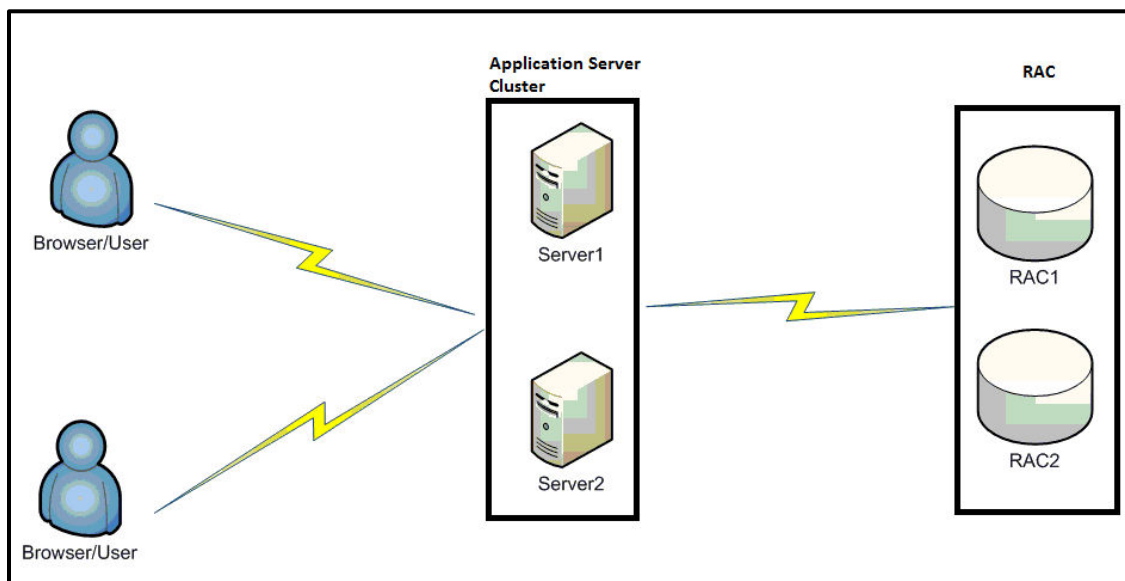 Application Server
Cluster
RAC
Browser/User
Server1
RAC1
Server2
RAC2
Browser/User